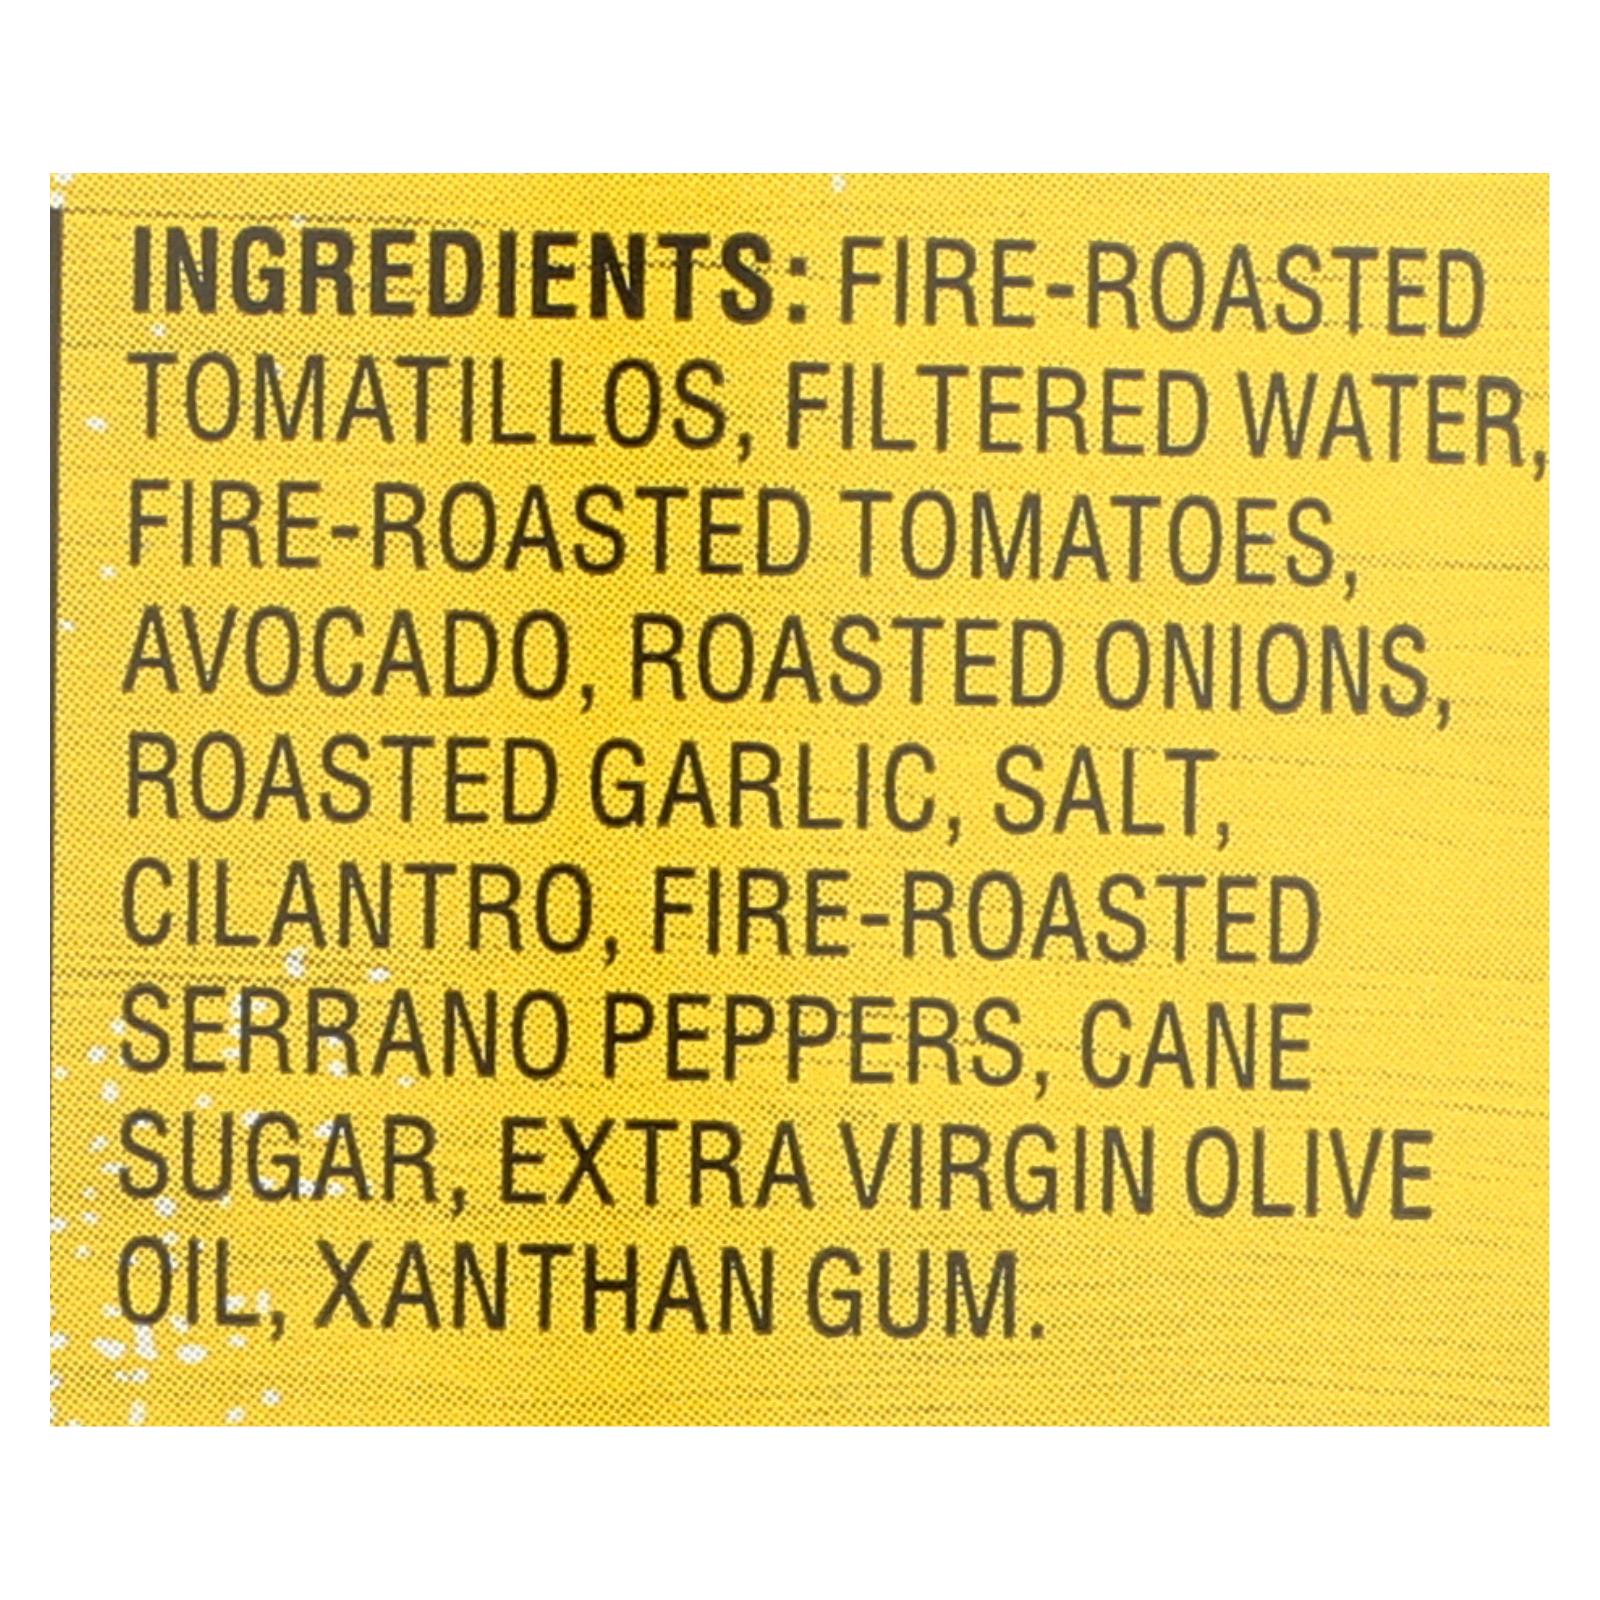 INGREDIENTS: FIRE-ROASTED
TOMATILLOS, FILTERED WATER,
FIRE-ROASTED TOMATOES,
AVOCADO, ROASTED ONIONS,
ROASTED GARLIC, SALT,
CILANTRO, FIRE-ROASTED
SERRANO PEPPERS, CANE
SUGAR, EXTRA VIRGIN OLIVE
OIL, XANTHAN GUM.